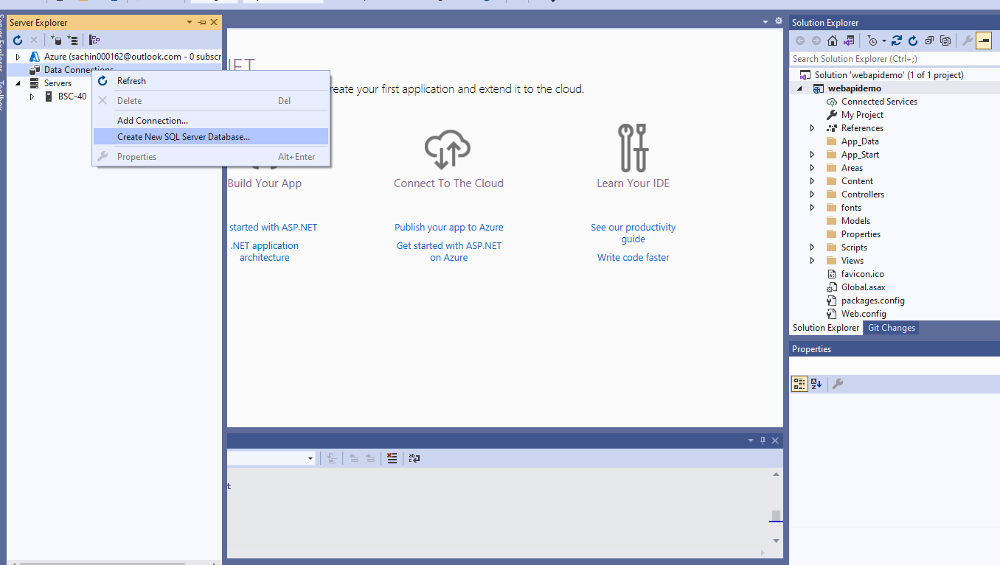 Server Explorer
Azure (sachin000162@outlook.com - 0 subscr
Data Connections
Servers
BSC-40
Refresh
Delete Del
Add Connection...
Create New SQL Server Database...
Properties Alt+Enter
NET
reate your first application and extend it to the cloud.
Build Your App
Connect To The Cloud
Learn Your IDE
started with ASP.NET
.NET application
architecture
Publish your app to Azure
Get started with ASP.NET
on Azure
See our productivity
guide
Write code faster
t
Solution Explorer
Search Solution Explorer (Ctrl+;)
Solution 'webapidemo' (1 of 1 project)
webapidemo
Connected Services
My Project
References
App_Data
App_Start
Areas
Content
Controllers
fonts
Models
Properties
Scripts
Views
favicon.ico
Global.asax
packages.config
Web.config
Solution Explorer Git Changes
Properties